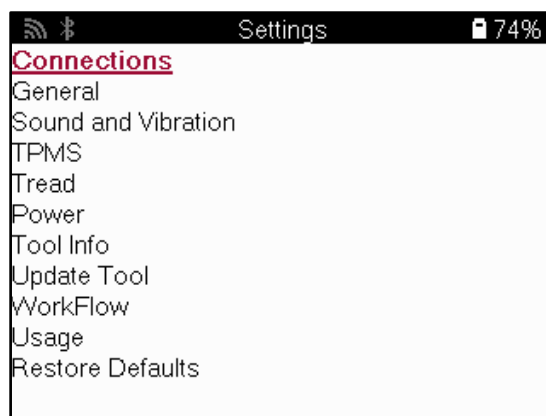 Settings 74%
Connections
General
Sound and Vibration
TPMS
Tread
Power
Tool Info
Update Tool
WorkFlow
Usage
Restore Defaults